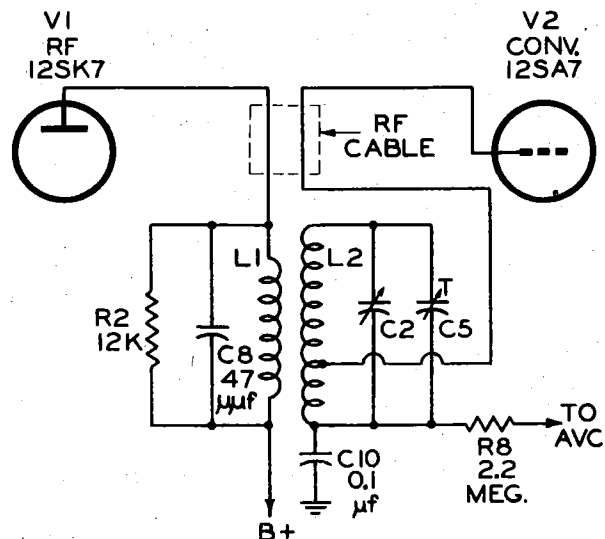 V1
RF
12SK7
V2
CONV.
12SA7
RF
CABLE
L1
L2
R2
12K
C8
47
μμf
C2
T
C5
C10
0.1
μf
R8
2.2
MEG.
TO
AVC
B+